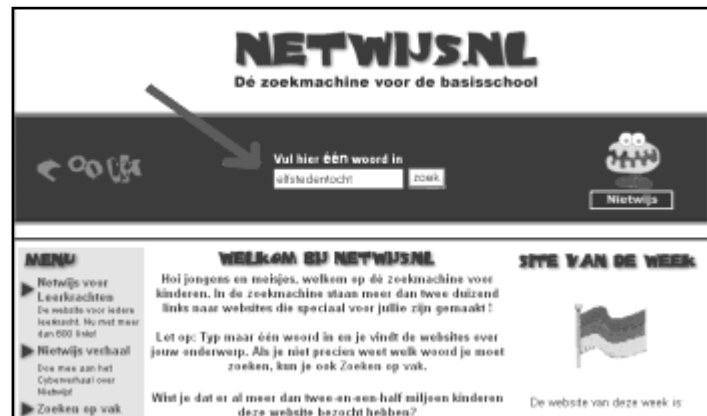 NETWIJS.NL
Dé zoekmachine voor de basisschool
Vul hier één woord in
elfstedentocht
zoek
Nietwijs
MENU
Netwijs voor
Leerkrachten
De website voor iedere
leerkracht. Nu met meer
dan 600 links!
Nietwijs verhaal
Doe mee aan het
Cyberverhaal over
Nietwijs!
Zoeken op vak
WELKOM BIJ NETWIJS.NL
Hoi jongens en meisjes, welkom op dé zoekmachine voor
kinderen. In de zoekmachine staan meer dan twee duizend
links naar websites die speciaal voor jullie zijn gemaakt !
Let op: Typ maar één woord in en je vindt de websites over
jouw onderwerp. Als je niet precies weet welk woord je moet
zoeken, kun je ook Zoeken op vak.
Wist je dat er al meer dan twee-en-een-half miljoen kinderen
deze website bezocht hebben?
SITE VAN DE WEEK
De website van deze week is: